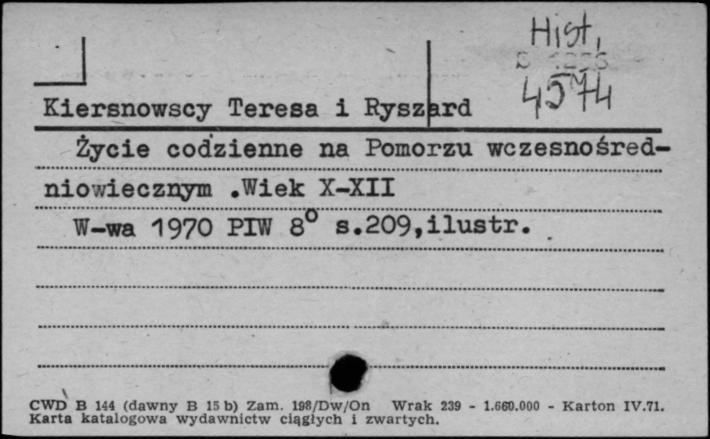 Hist,
4574
Kiersnowscy Teresa i Ryszard
Życie codzienne na Pomorzu wczesnośred-
niowiecznym .Wiek X-XII
W-wa 1970 PIW 8° s.209,ilustr.
CWD B 144 (dawny B 15 b) Zam. 198/Dw/On Wrak 239 - 1.660.000 - Karton IV.71.
Karta katalogowa wydawnictw ciągłych i zwartych.